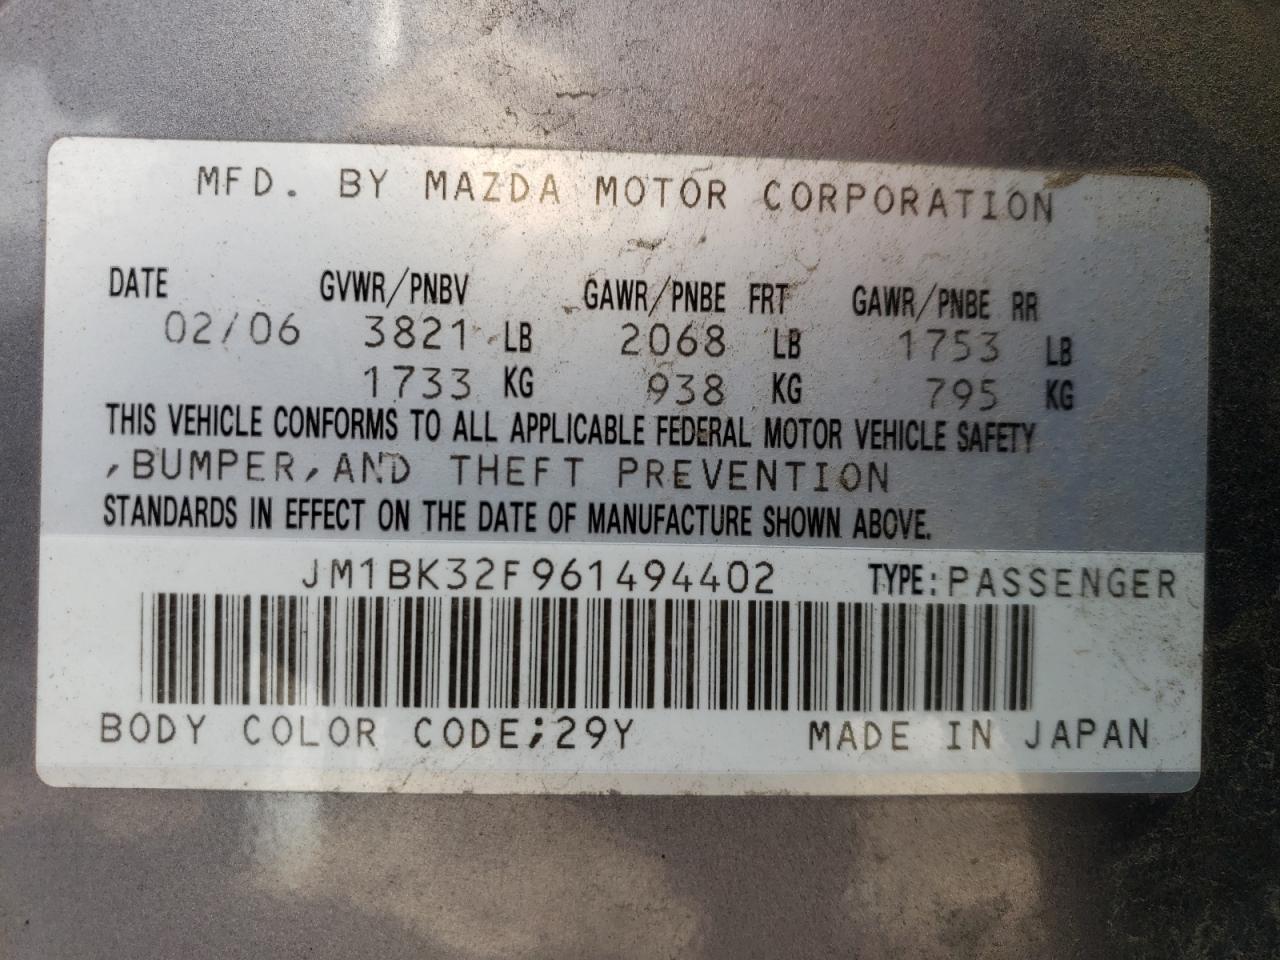 MFD. BY MAZDA MOTOR CORPORATION
DATE GVWR/PNBV GAWR/PNBE FRT GAWR/PNBE RR
02/06 3821 LB 2068 LB 1753 LB
1733 KG 938 KG 795 KG
THIS VEHICLE CONFORMS TO ALL APPLICABLE FEDERAL MOTOR VEHICLE SAFETY
,BUMPER,AND THEFT PREVENTION
STANDARDS IN EFFECT ON THE DATE OF MANUFACTURE SHOWN ABOVE.
JM1BK32F961494402 TYPE:PASSENGER
BODY COLOR CODE;29Y MADE IN JAPAN